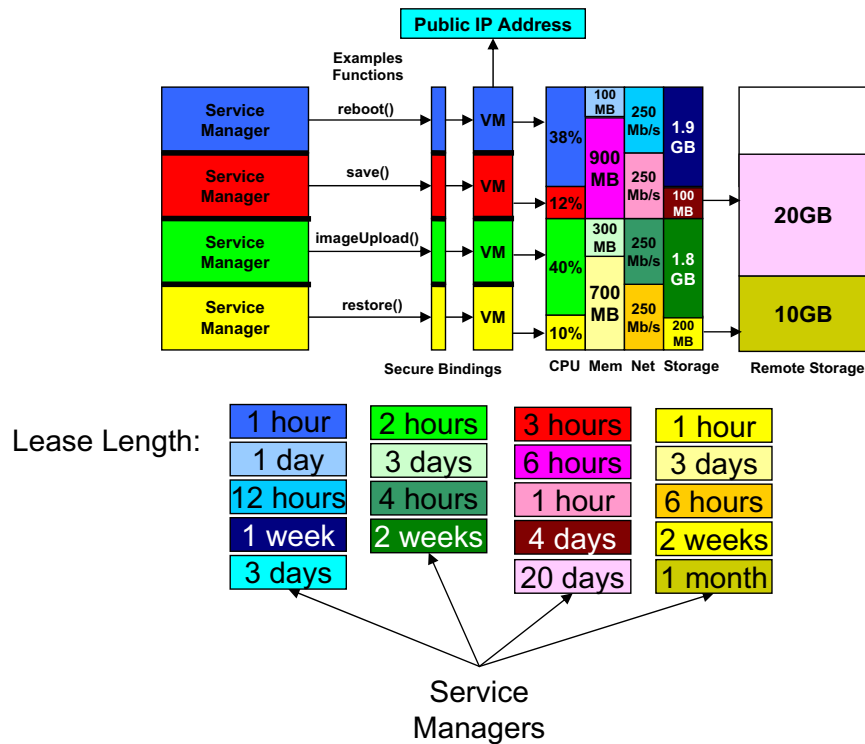 Public IP Address
Examples
Functions
Service
Manager
reboot()
VM
38%
100
MB
250
Mb/s
1.9
GB
Service
Manager
save()
VM
12%
900
MB
250
Mb/s
100
MB
20GB
Service
Manager
imageUpload()
VM
40%
300
MB
250
Mb/s
1.8
GB
Service
Manager
restore()
VM
10%
700
MB
250
Mb/s
200
MB
10GB
Secure Bindings
CPU
Mem
Net
Storage
Remote Storage
Lease Length:
1 hour
1 day
12 hours
1 week
3 days
2 hours
3 days
4 hours
2 weeks
3 hours
6 hours
1 hour
4 days
20 days
1 hour
3 days
6 hours
2 weeks
1 month
Service
Managers